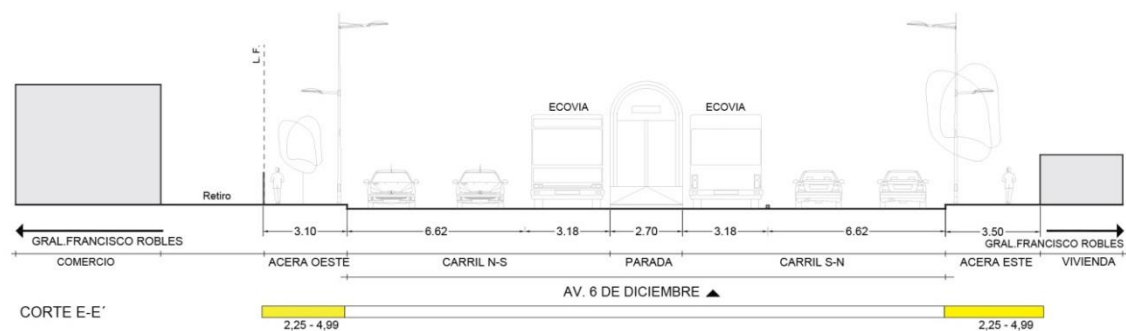 L. F.
ECOVIA
ECOVIA
Retiro
3.10
6.62
3.18
2.70
3.18
6.62
3.50
GRAL.FRANCISCO ROBLES
GRAL.FRANCISCO ROBLES
COMERCIO
ACERA OESTE
CARRIL N-S
PARADA
CARRIL S-N
ACERA ESTE
VIVIENDA
AV. 6 DE DICIEMBRE
CORTE E-E´
2,25 - 4,99
2,25 - 4,99